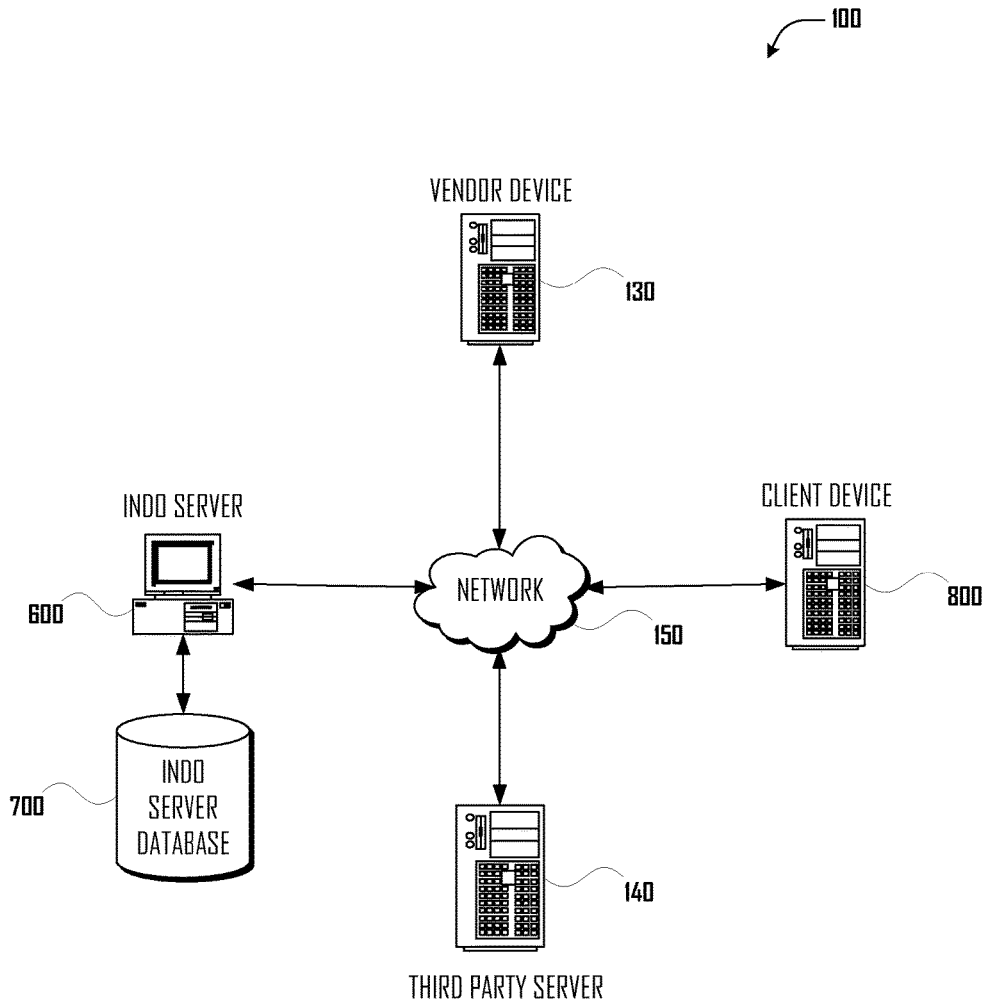 100
VENDOR DEVICE
130
INDO SERVER
CLIENT DEVICE
600
NETWORK
800
150
INDO
SERVER
DATABASE
700
140
THIRD PARTY SERVER